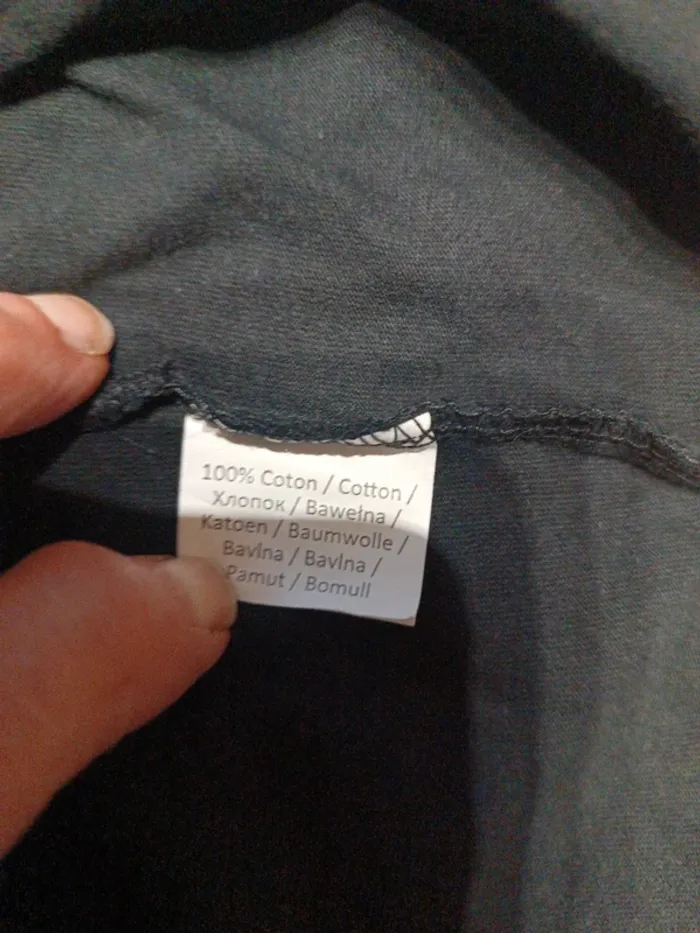 100% Coton / Cotton /
Хлопок / Bawełna /
Katoen / Baumwolle /
Bavlna / Bavlna /
Pamut / Bomull